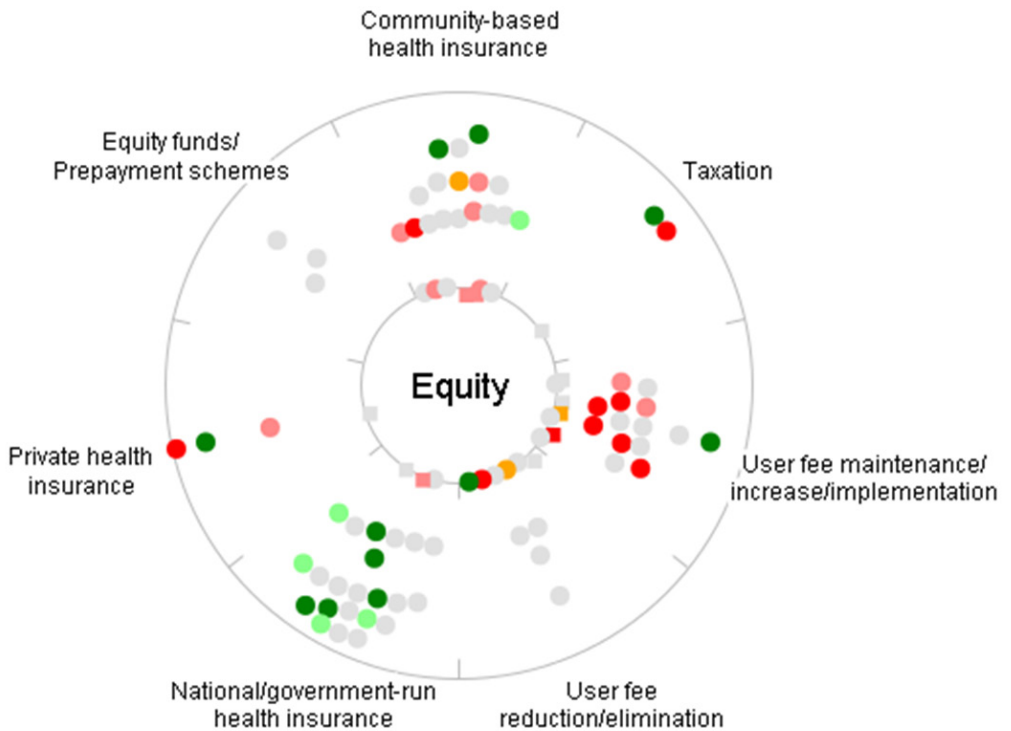 Community-based
health insurance
Equity funds/
Prepayment schemes
Taxation
Equity
Private health
insurance
User fee maintenance/
increase/implementation
National/government-run
health insurance
User fee
reduction/elimination